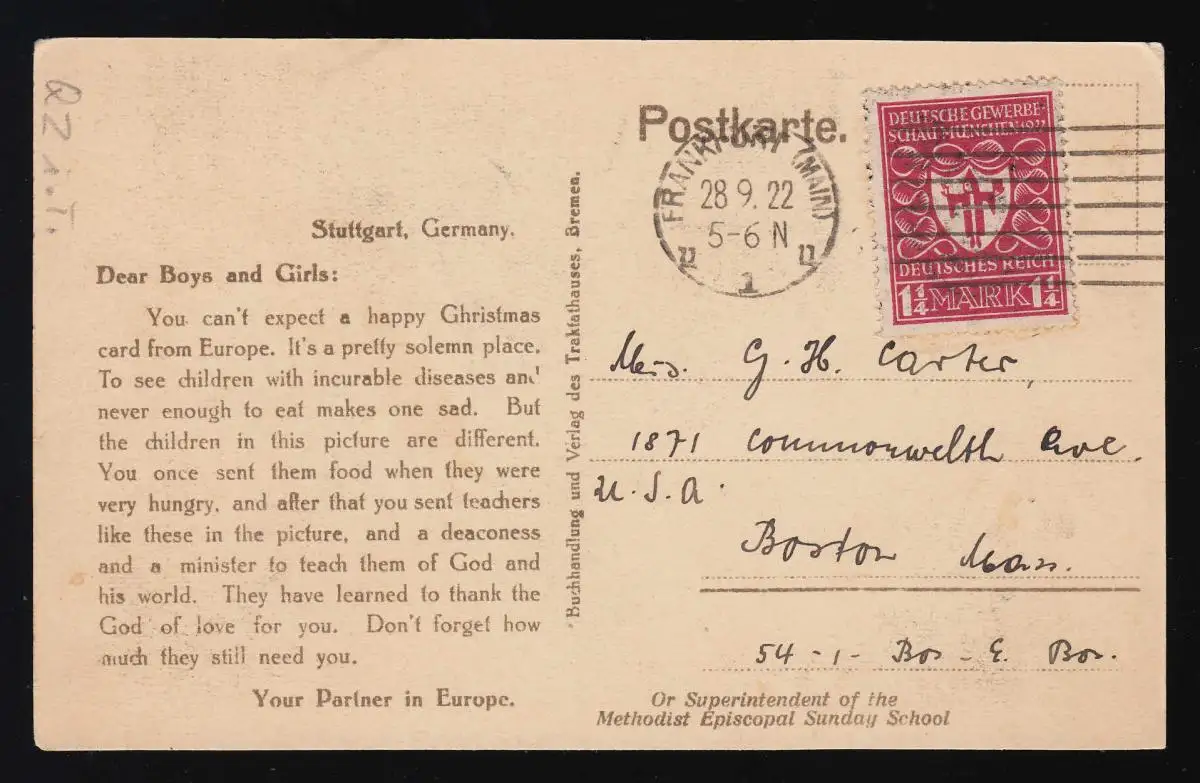 Postkarte.
FRANKFURT (MAIN)
28 9. 22
5-6 N
1
DEUTSCHE GEWERBE-
SCHAU MÜNCHEN 1922
DEUTSCHES REICH
1¼ MARK 1¼
Stuttgart, Germany.
Dear Boys and Girls:
You can't expect a happy Christmas
card from Europe. It's a pretty solemn place.
To see children with incurable diseases and
never enough to eat makes one sad. But
the children in this picture are different.
You once sent them food when they were
very hungry, and after that you sent teachers
like these in the picture, and a deaconess
and a minister to teach them of God and
his world. They have learned to thank the
God of love for you. Don't forget how
much they still need you.
Your Partner in Europe.
Buchhandlung und Verlag des Traktathauses, Bremen.
G. H. Carter,
1871 Commonwelth Ave.
U. S. A.
Boston Mass.
54 - 1 - Bos - E. Bos.
Or Superintendent of the
Methodist Episcopal Sunday School